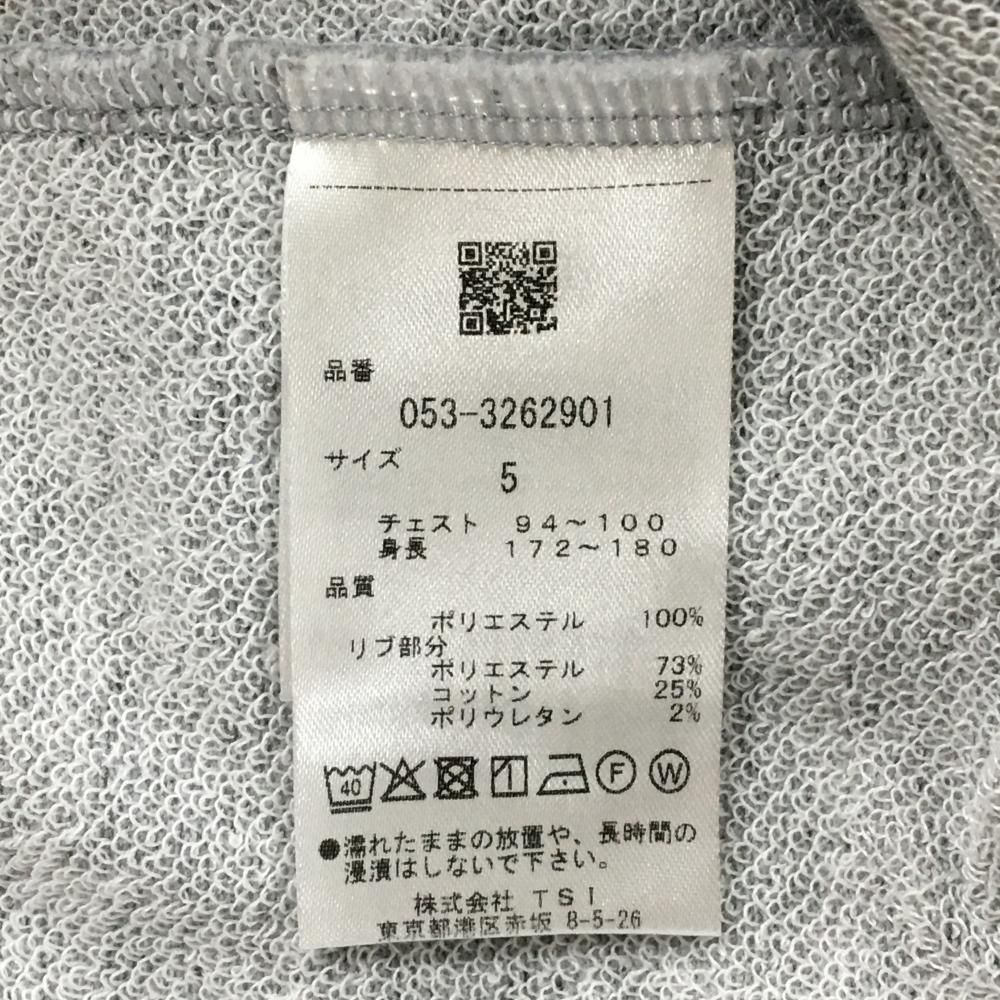 品番
053-3262901
サイズ
5
チェスト 94～100
身長 172～180
品質
ポリエステル 100%
リブ部分
ポリエステル 73%
コットン 25%
ポリウレタン 2%
40 F W
●濡れたままの放置や、長時間の
浸漬はしないで下さい。
株式会社 TSI
東京都港区赤坂 8-5-26